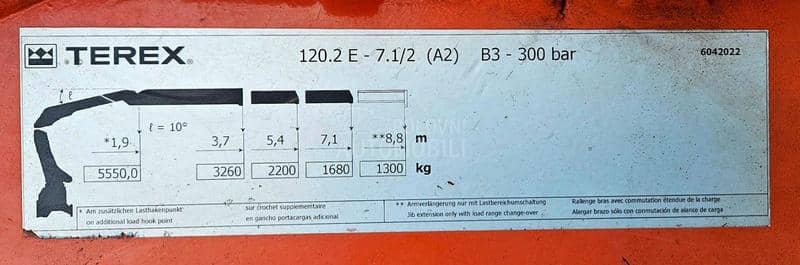 TEREX® 120.2 E - 7.1/2 (A2) B3 - 300 bar 6042022
ℓ
ℓ = 10°
*1,9 3,7 5,4 7,1 **8,8 m
5550,0 3260 2200 1680 1300 kg
* Am zusätzlichen Lasthakenpunkt
on additional load hook point
sur crochet supplementaire
en gancho portacargas adicional
** Armverlängerung nur mit Lastbereichumschaltung
Jib extension only with load range change-over
Rallenge bras avec commutation étendue de la charge
Alargar brazo sólo con conmutación de alance de carga